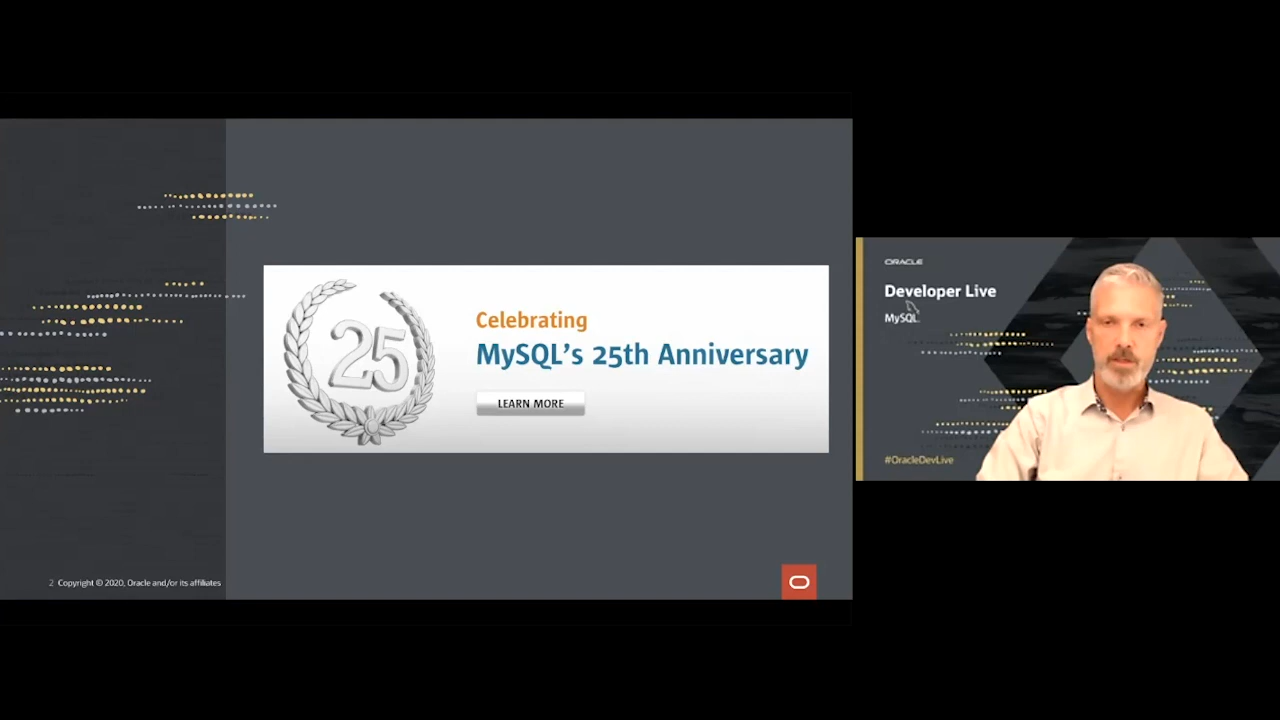 25
Celebrating
MySQL's 25th Anniversary
LEARN MORE
2 Copyright © 2020, Oracle and/or its affiliates
ORACLE
Developer Live
MySQL
#OracleDevLive